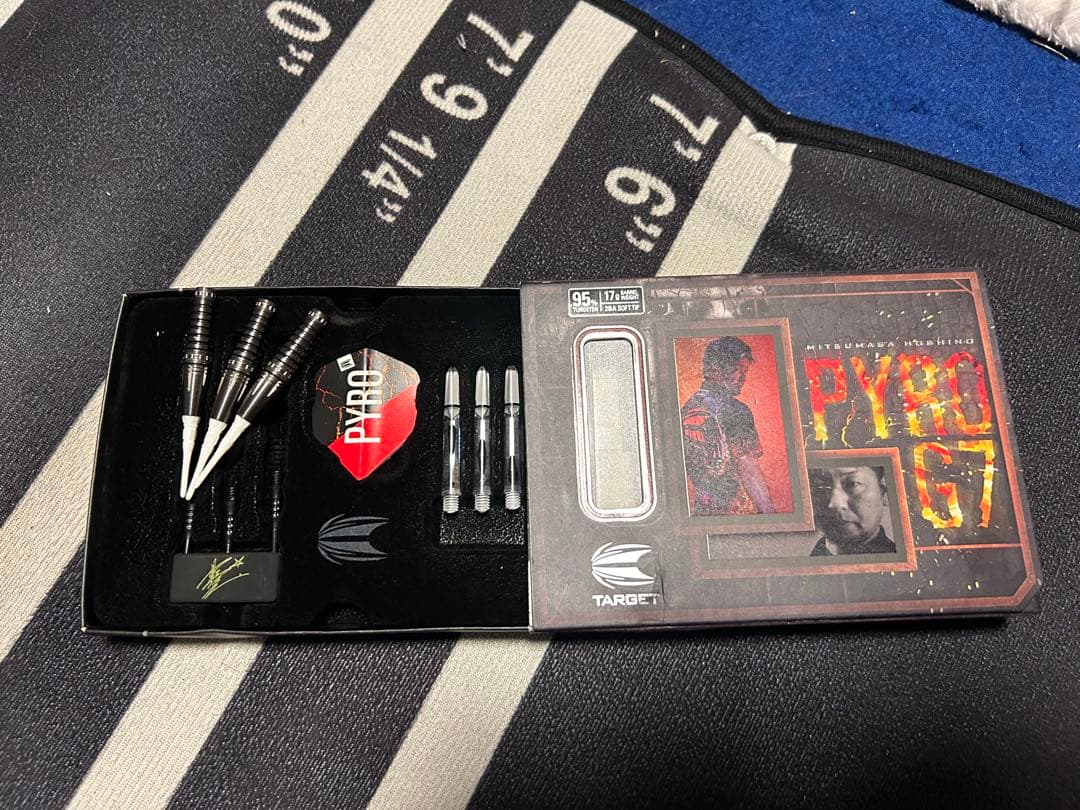 0”
7’ 9 1/4”
7’ 6”
95%
TUNGSTEN
17g
BARREL
WEIGHT
2BA SOFT TIP
MITSUMASA HOSHINO
PYRO
G7
PYRO
TARGET